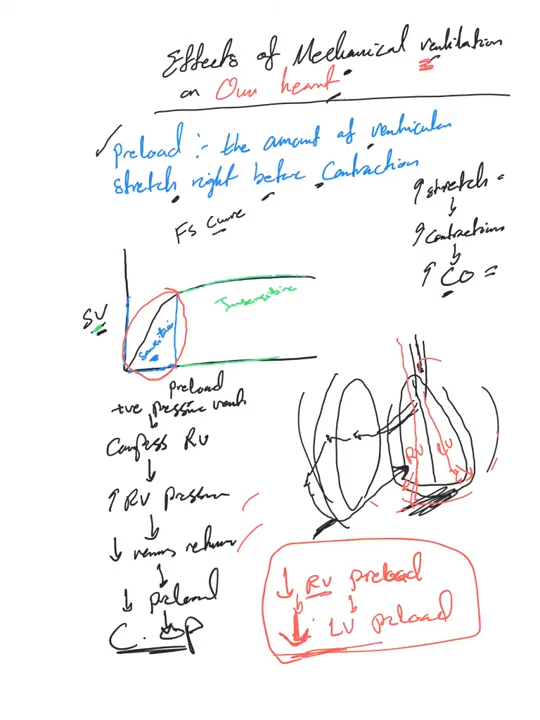 Effects of Mechanical ventilation
on Our heart
✓ preload :- the amount of ventricular
stretch right before Contraction
FS Curve
↑ stretch
↓
↑ Contractions
↓
↑ CO =
SV
Sensitive
Insensitive
preload
+ve pressure vent
↓
Compress RV
↓
↑ RV pressure
↓
↓ venous return
↓
↓ preload
↓
C.
RV
LV
↓ RV preload
↓ LV preload